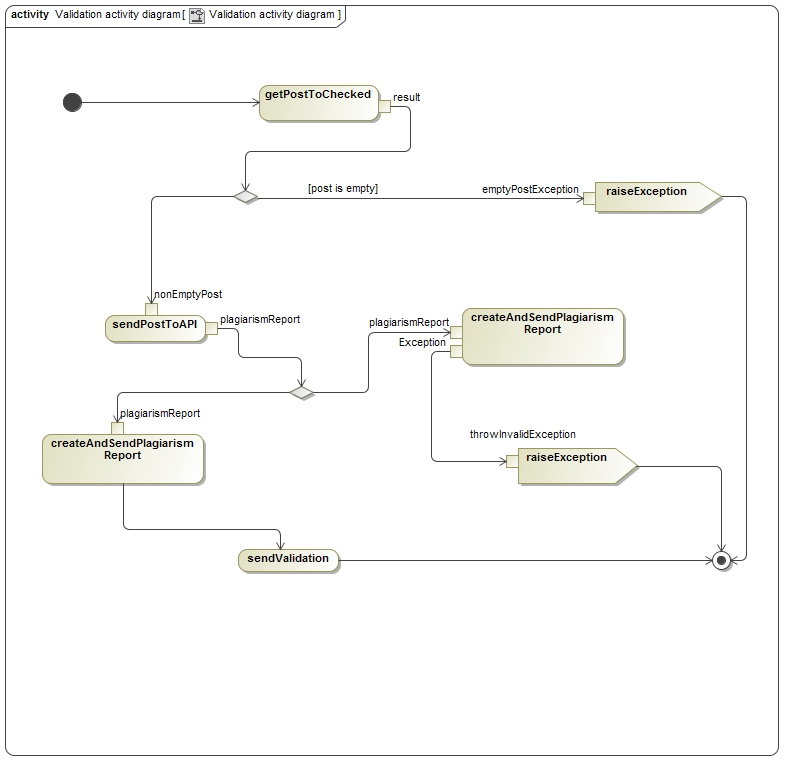 activity Validation activity diagram [ Validation activity diagram ]
getPostToChecked
result
[post is empty]
emptyPostException
raiseException
nonEmptyPost
sendPostToAPI
plagiarismReport
plagiarismReport
Exception
createAndSendPlagiarism
Report
plagiarismReport
createAndSendPlagiarism
Report
throwInvalidException
raiseException
sendValidation